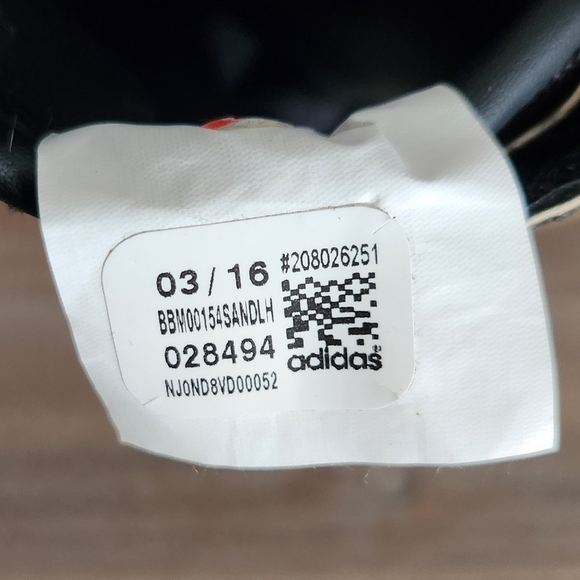 03/16
#208026251
BBM00154SANDLH
028494
adidas
NJ0ND8VD00052